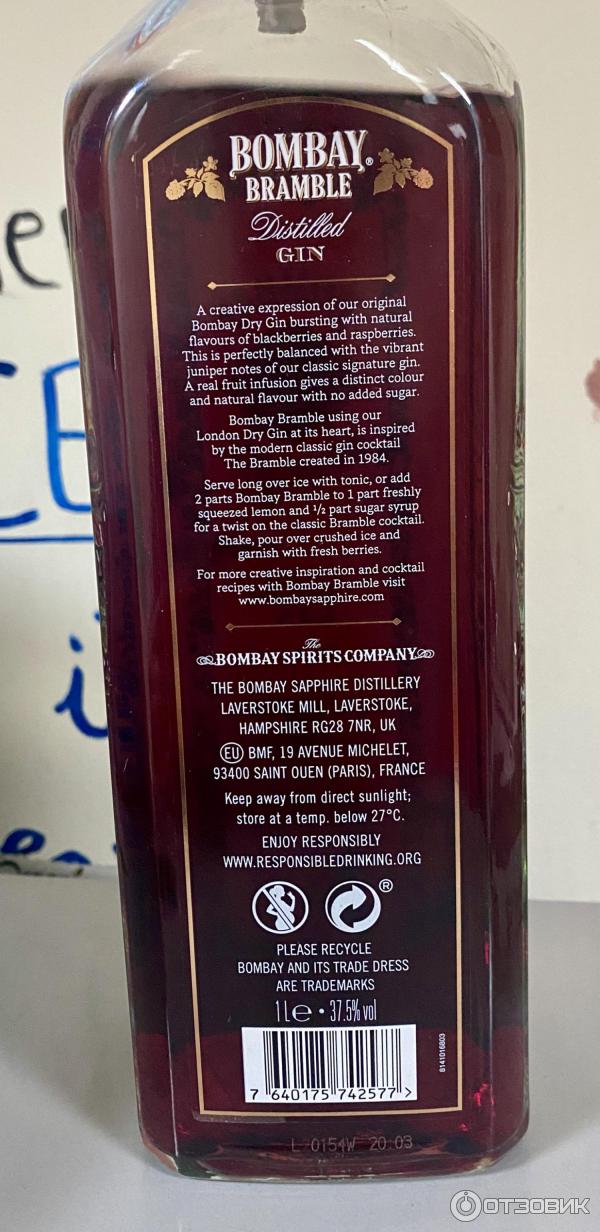 BOMBAY®
BRAMBLE
Distilled
GIN
A creative expression of our original
Bombay Dry Gin bursting with natural
flavours of blackberries and raspberries.
This is perfectly balanced with the vibrant
juniper notes of our classic signature gin.
A real fruit infusion gives a distinct colour
and natural flavour with no added sugar.
Bombay Bramble using our
London Dry Gin at its heart, is inspired
by the modern classic gin cocktail
The Bramble created in 1984.
Serve long over ice with tonic, or add
2 parts Bombay Bramble to 1 part freshly
squeezed lemon and 1/2 part sugar syrup
for a twist on the classic Bramble cocktail.
Shake, pour over crushed ice and
garnish with fresh berries.
For more creative inspiration and cocktail
recipes with Bombay Bramble visit
www.bombaysapphire.com
The
BOMBAY SPIRITS COMPANY
THE BOMBAY SAPPHIRE DISTILLERY
LAVERSTOKE MILL, LAVERSTOKE,
HAMPSHIRE RG28 7NR, UK
EU BMF, 19 AVENUE MICHELET,
93400 SAINT OUEN (PARIS), FRANCE
Keep away from direct sunlight;
store at a temp. below 27°C.
ENJOY RESPONSIBLY
WWW.RESPONSIBLEDRINKING.ORG
®
PLEASE RECYCLE
BOMBAY AND ITS TRADE DRESS
ARE TRADEMARKS
1 L e • 37.5% vol
7 640175 742577 >
8141016803
L 0154W 20:03
ОТЗОВИК